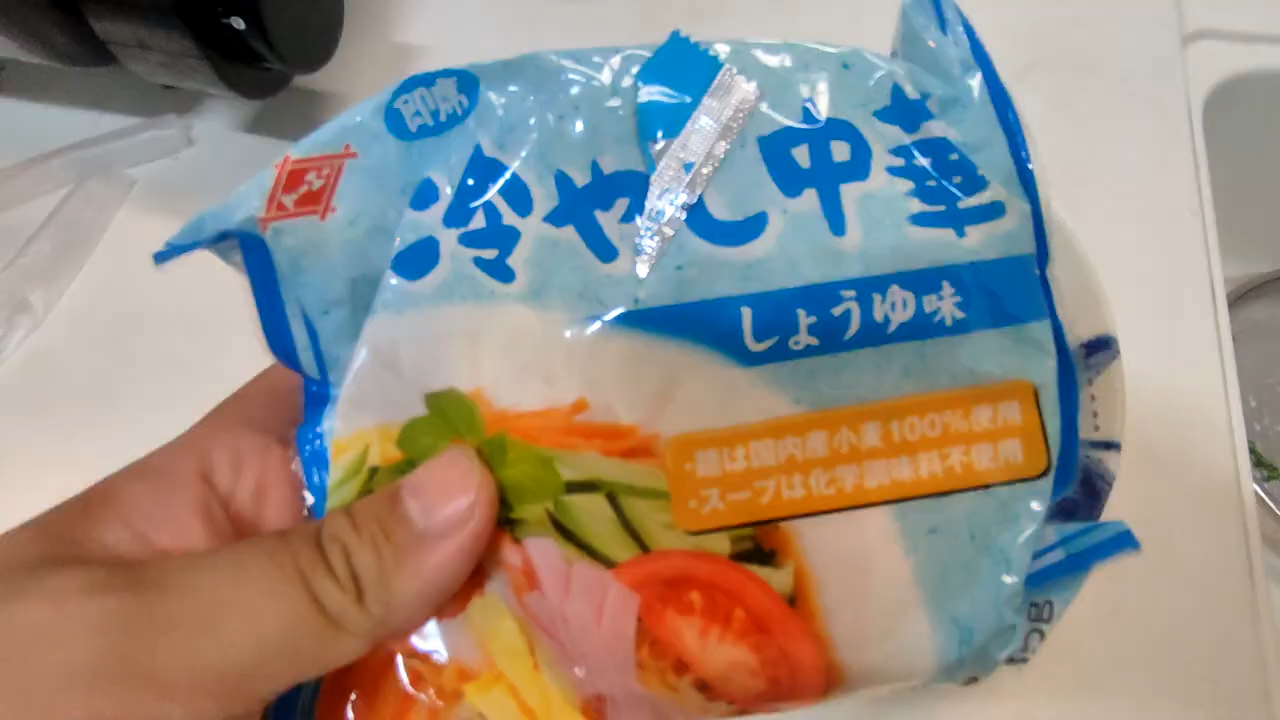 即席
冷やし中華
しょうゆ味
・麺は国内産小麦100%使用
・スープは化学調味料不使用